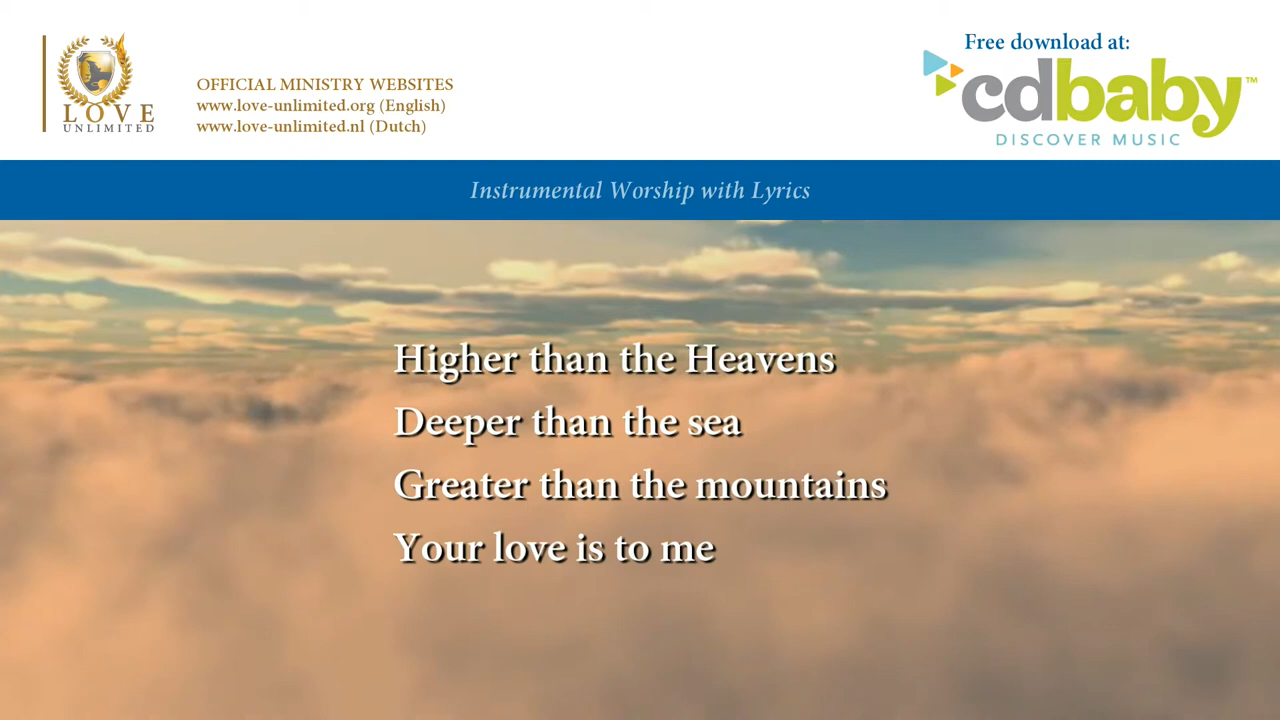 LOVE
UNLIMITED
OFFICIAL MINISTRY WEBSITES
www.love-unlimited.org (English)
www.love-unlimited.nl (Dutch)
Free download at:
cdbaby™
DISCOVER MUSIC
Instrumental Worship with Lyrics
Higher than the Heavens
Deeper than the sea
Greater than the mountains
Your love is to me